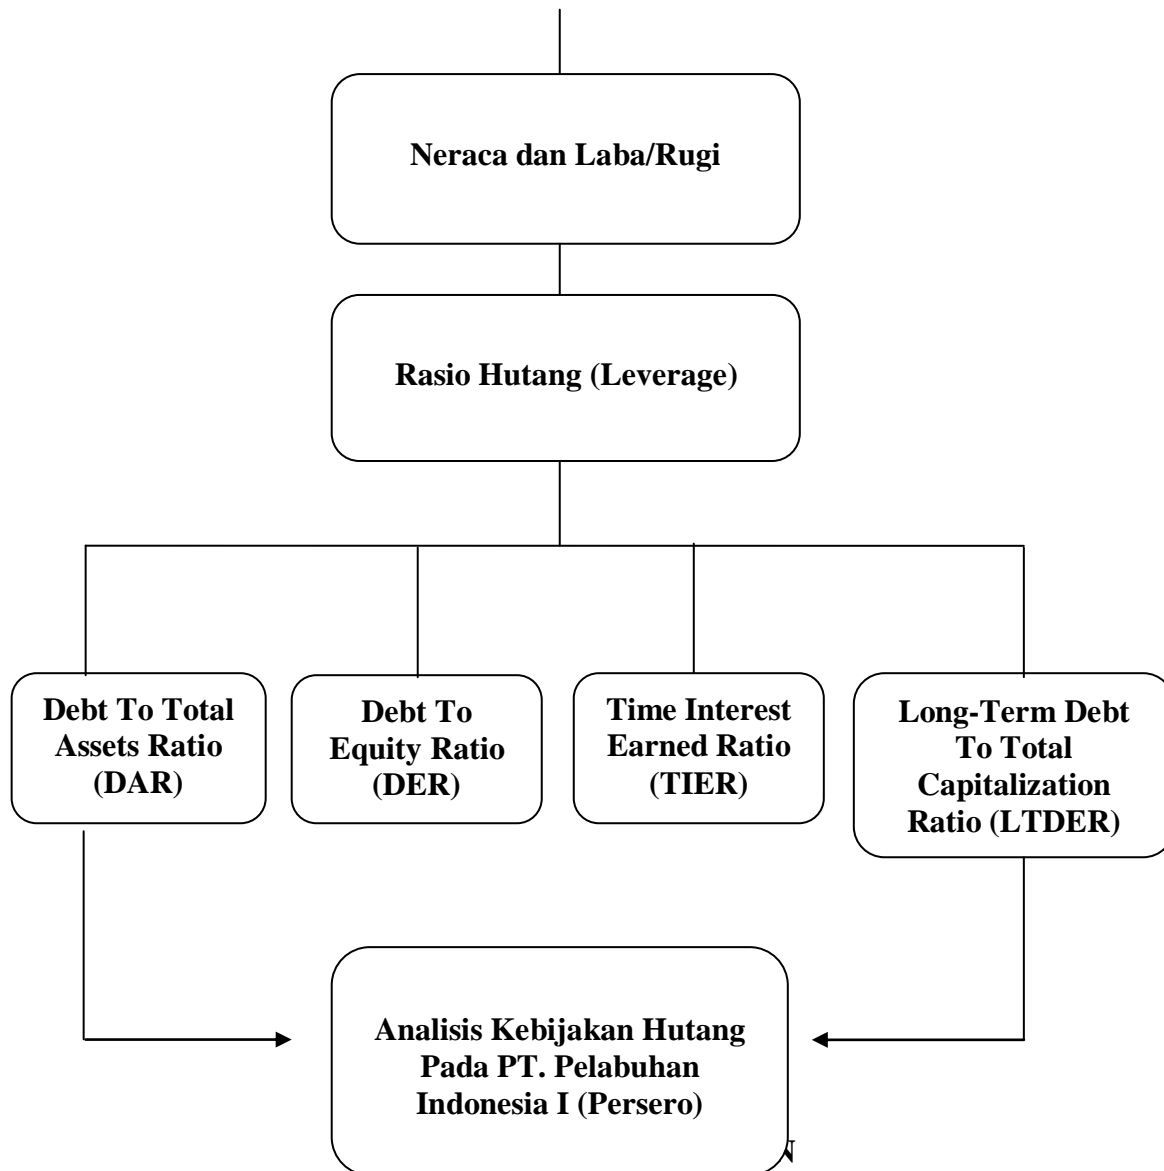 Neraca dan Laba/Rugi
Rasio Hutang (Leverage)
Debt To Total
Assets Ratio
(DAR)
Debt To
Equity Ratio
(DER)
Time Interest
Earned Ratio
(TIER)
Long-Term Debt
To Total
Capitalization
Ratio (LTDER)
Analisis Kebijakan Hutang
Pada PT. Pelabuhan
Indonesia I (Persero)